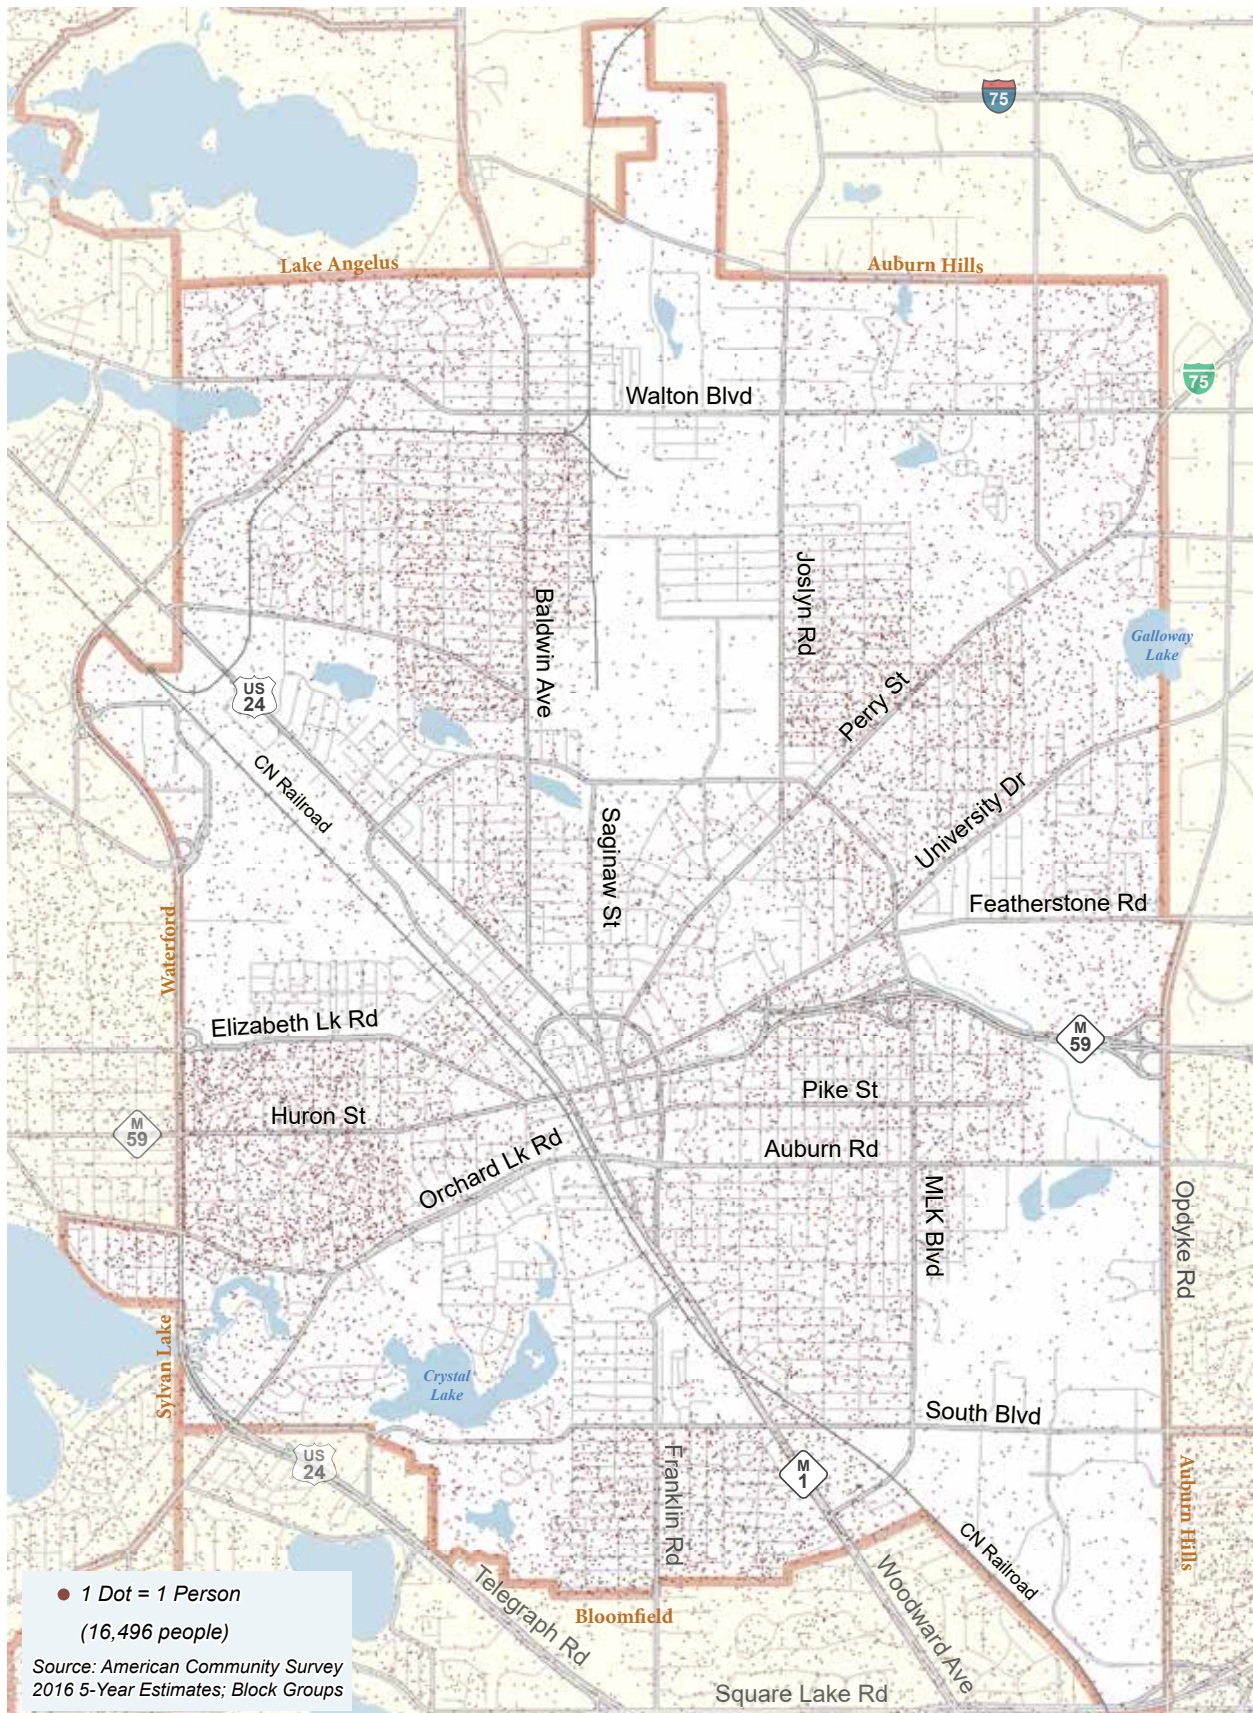 75
Lake Angelus
Auburn Hills
75
Walton Blvd
Joslyn Rd
Baldwin Ave
Galloway
Lake
US
24
Perry St
CN Railroad
University Dr
Saginaw St
Featherstone Rd
Waterford
Elizabeth Lk Rd
M
59
Pike St
Huron St
M
59
Auburn Rd
Orchard Lk Rd
MLK Blvd
Opdyke Rd
Sylvan Lake
Crystal
Lake
South Blvd
US
24
Franklin Rd
M
1
Auburn Hills
CN Railroad
Telegraph Rd
Woodward Ave
Bloomfield
Square Lake Rd
1 Dot = 1 Person
(16,496 people)
Source: American Community Survey
2016 5-Year Estimates; Block Groups